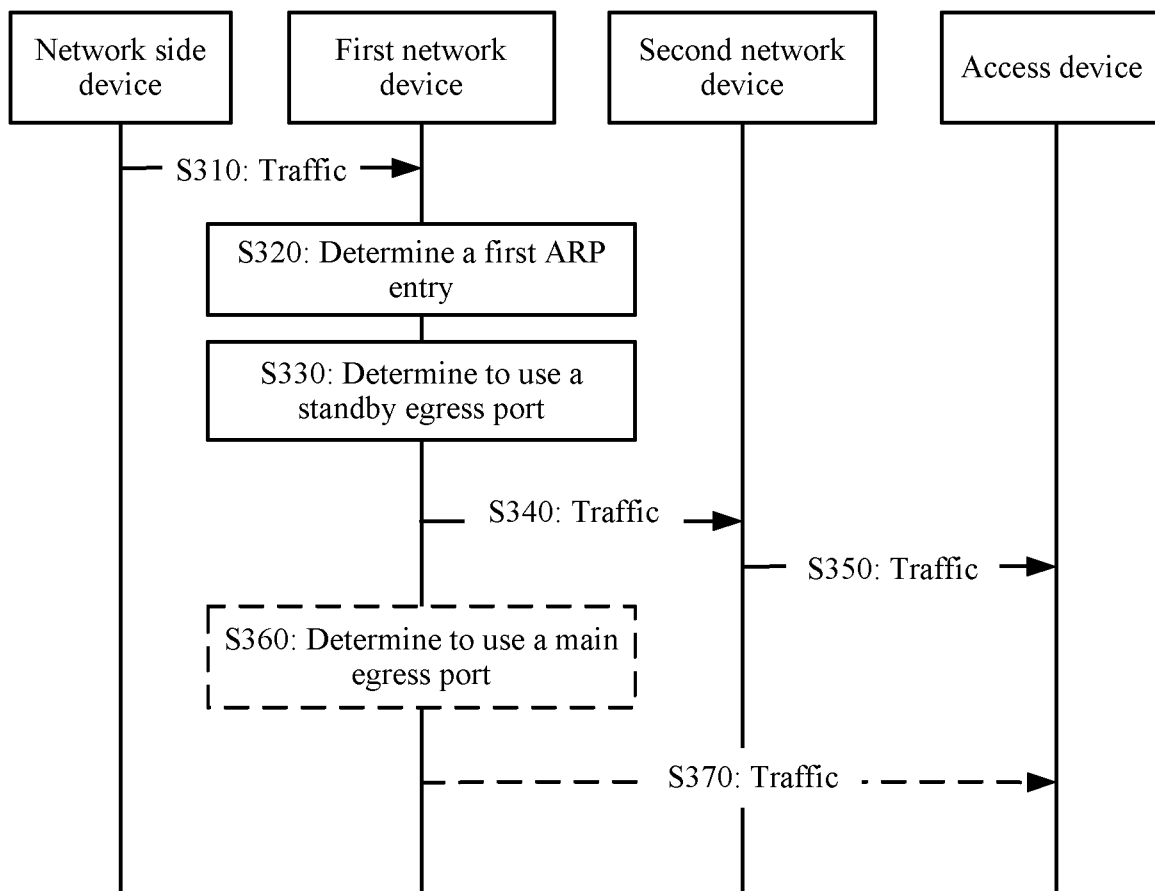 Network side
device
First network
device
Second network
device
Access device
S310: Traffic
S320: Determine a first ARP
entry
S330: Determine to use a
standby egress port
S340: Traffic
S350: Traffic
S360: Determine to use a main
egress port
S370: Traffic